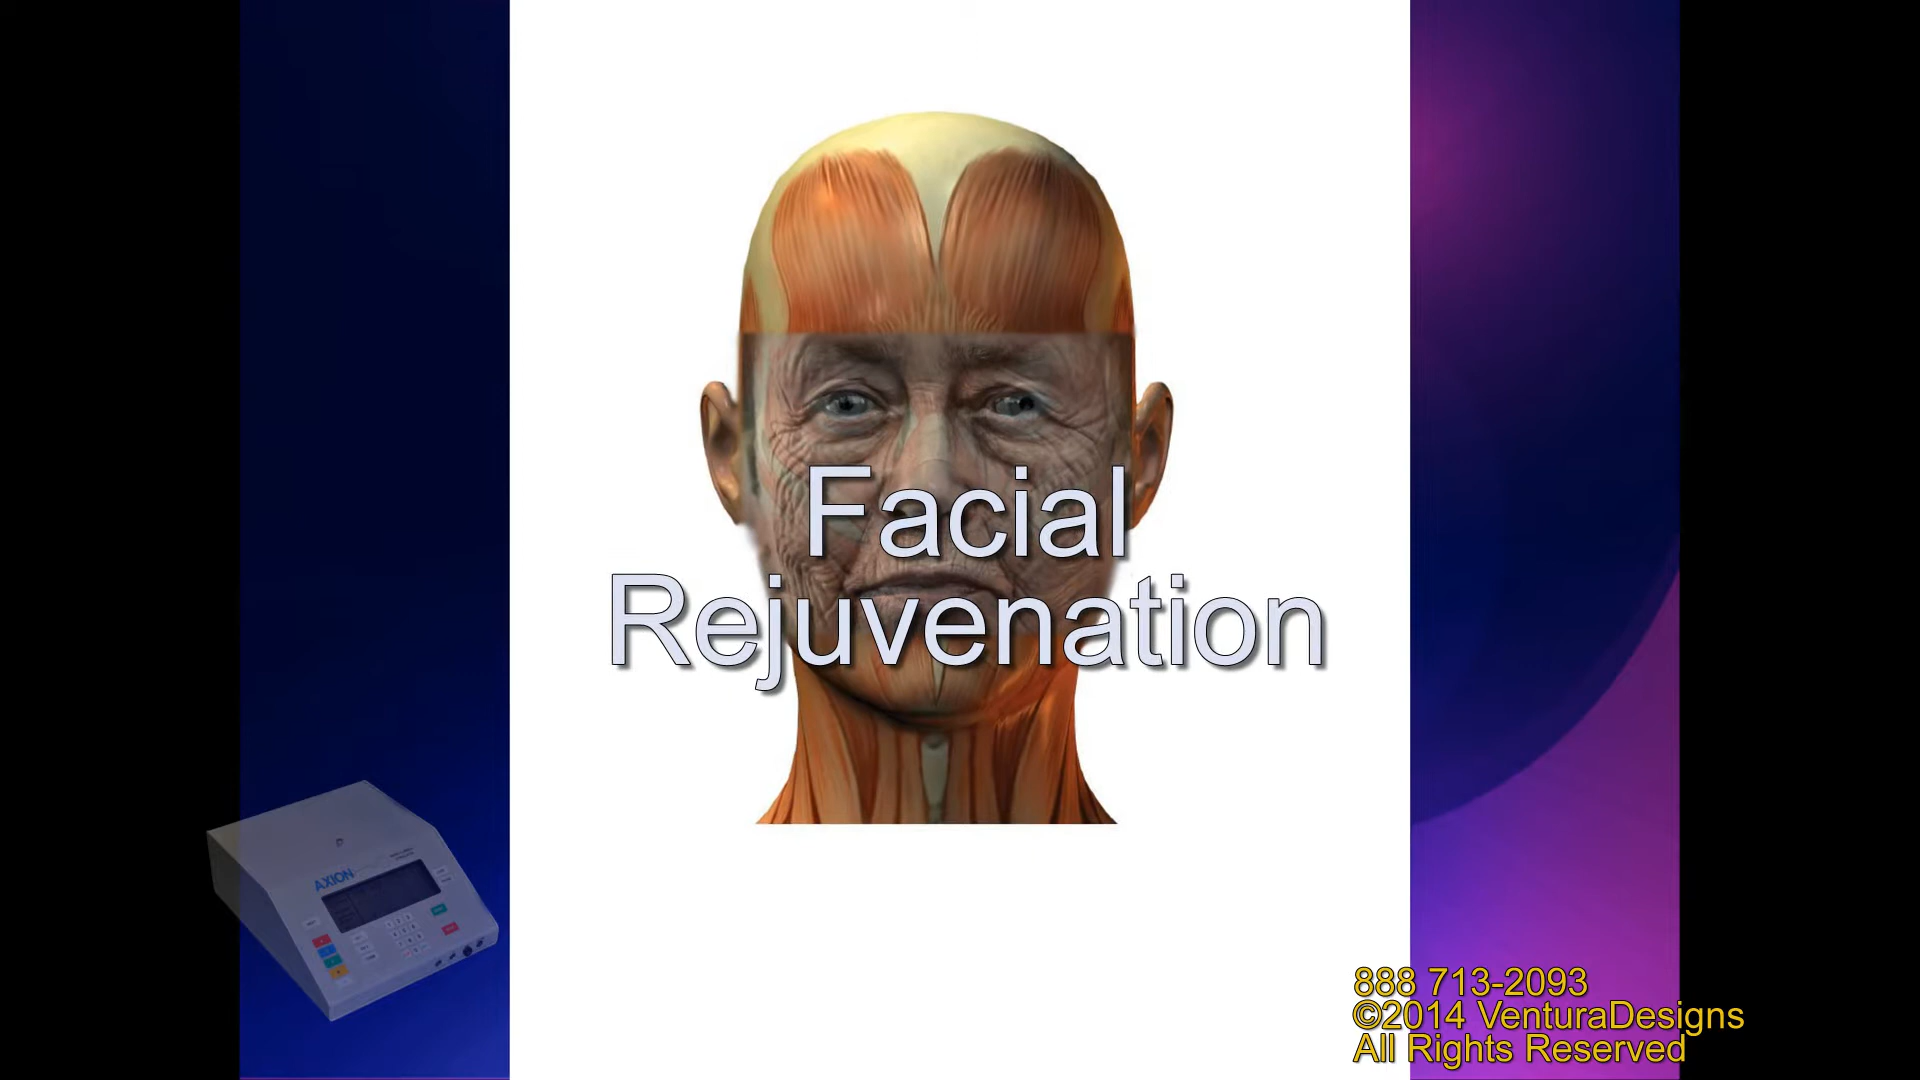 Facial
Rejuvenation
AXION
888 713-2093
©2014 VenturaDesigns
All Rights Reserved